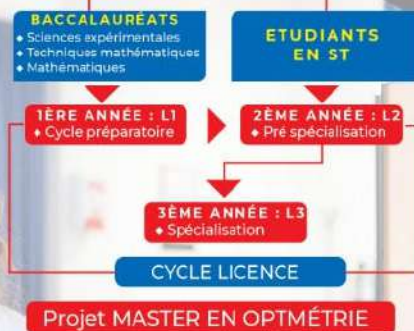 BACCALAURÉATS
◆ Sciences expérimentales
◆ Techniques mathématiques
◆ Mathématiques
ETUDIANTS
EN ST
1ÈRE ANNÉE : L1
◆ Cycle préparatoire
2ÈME ANNÉE : L2
◆ Pré spécialisation
3ÈME ANNÉE : L3
◆ Spécialisation
CYCLE LICENCE
Projet MASTER EN OPTMÉTRIE